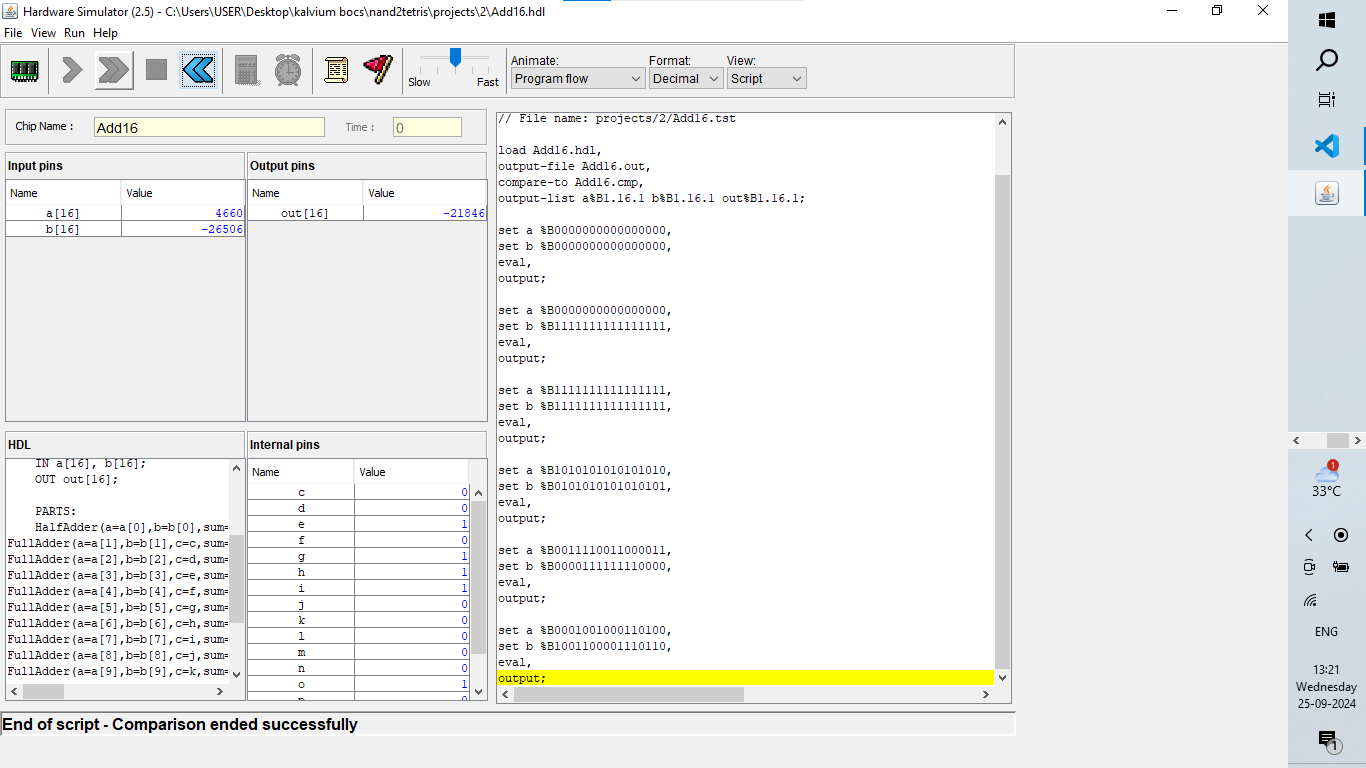 Hardware Simulator (2.5) - C:\Users\USER\Desktop\kalvium bocs\nand2tetris\projects\2\Add16.hdl
File View Run Help
Slow Fast
Animate: Format: View:
Program flow Decimal Script
Chip Name : Add16 Time : 0
Input pins
Name Value
a[16] 4660
b[16] -26506
Output pins
Name Value
out[16] -21846
HDL
IN a[16], b[16];
OUT out[16];
PARTS:
HalfAdder(a=a[0],b=b[0],sum=
FullAdder(a=a[1],b=b[1],c=c,sum=
FullAdder(a=a[2],b=b[2],c=d,sum=
FullAdder(a=a[3],b=b[3],c=e,sum=
FullAdder(a=a[4],b=b[4],c=f,sum=
FullAdder(a=a[5],b=b[5],c=g,sum=
FullAdder(a=a[6],b=b[6],c=h,sum=
FullAdder(a=a[7],b=b[7],c=i,sum=
FullAdder(a=a[8],b=b[8],c=j,sum=
FullAdder(a=a[9],b=b[9],c=k,sum=
Internal pins
Name Value
c 0
d 0
e 1
f 0
g 1
h 1
i 1
j 0
k 0
l 0
m 0
n 0
o 1
// File name: projects/2/Add16.tst
load Add16.hdl,
output-file Add16.out,
compare-to Add16.cmp,
output-list a%B1.16.1 b%B1.16.1 out%B1.16.1;
set a %B0000000000000000,
set b %B0000000000000000,
eval,
output;
set a %B0000000000000000,
set b %B1111111111111111,
eval,
output;
set a %B1111111111111111,
set b %B1111111111111111,
eval,
output;
set a %B1010101010101010,
set b %B0101010101010101,
eval,
output;
set a %B0011110011000011,
set b %B0000111111110000,
eval,
output;
set a %B0001001000110100,
set b %B1001100001110110,
eval,
output;
End of script - Comparison ended successfully
1
33°C
ENG
13:21
Wednesday
25-09-2024
1